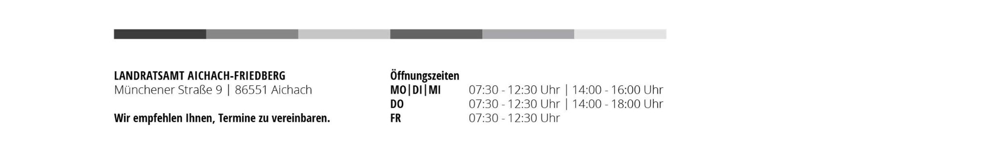 LANDRATSAMT AICHACH-FRIEDBERG
Münchener Straße 9 | 86551 Aichach
Wir empfehlen Ihnen, Termine zu vereinbaren.
Öffnungszeiten
MO|DI|MI 07:30 - 12:30 Uhr | 14:00 - 16:00 Uhr
DO 07:30 - 12:30 Uhr | 14:00 - 18:00 Uhr
FR 07:30 - 12:30 Uhr